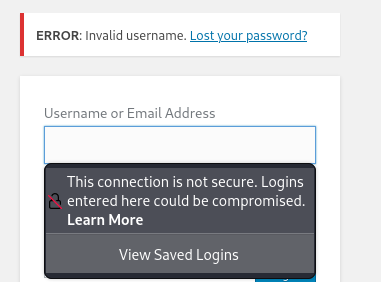 ERROR: Invalid username. Lost your password?
Username or Email Address
This connection is not secure. Logins
entered here could be compromised.
Learn More
View Saved Logins